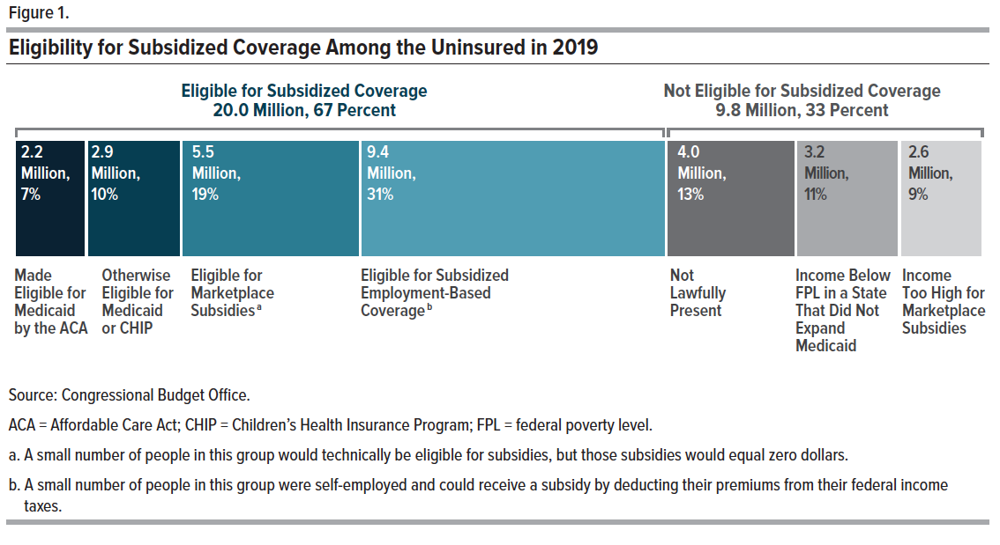 Figure 1.
Eligibility for Subsidized Coverage Among the Uninsured in 2019
Eligible for Subsidized Coverage
20.0 Million, 67 Percent
Not Eligible for Subsidized Coverage
9.8 Million, 33 Percent
2.2
Million,
7%
2.9
Million,
10%
5.5
Million,
19%
9.4
Million,
31%
4.0
Million,
13%
3.2
Million,
11%
2.6
Million,
9%
Made
Eligible for
Medicaid
by the ACA
Otherwise
Eligible for
Medicaid
or CHIP
Eligible for
Marketplace
Subsidies a
Eligible for Subsidized
Employment-Based
Coverage b
Not
Lawfully
Present
Income Below
FPL in a State
That Did Not
Expand
Medicaid
Income
Too High for
Marketplace
Subsidies
Source: Congressional Budget Office.
ACA = Affordable Care Act; CHIP = Children’s Health Insurance Program; FPL = federal poverty level.
a. A small number of people in this group would technically be eligible for subsidies, but those subsidies would equal zero dollars.
b. A small number of people in this group were self-employed and could receive a subsidy by deducting their premiums from their federal income
taxes.